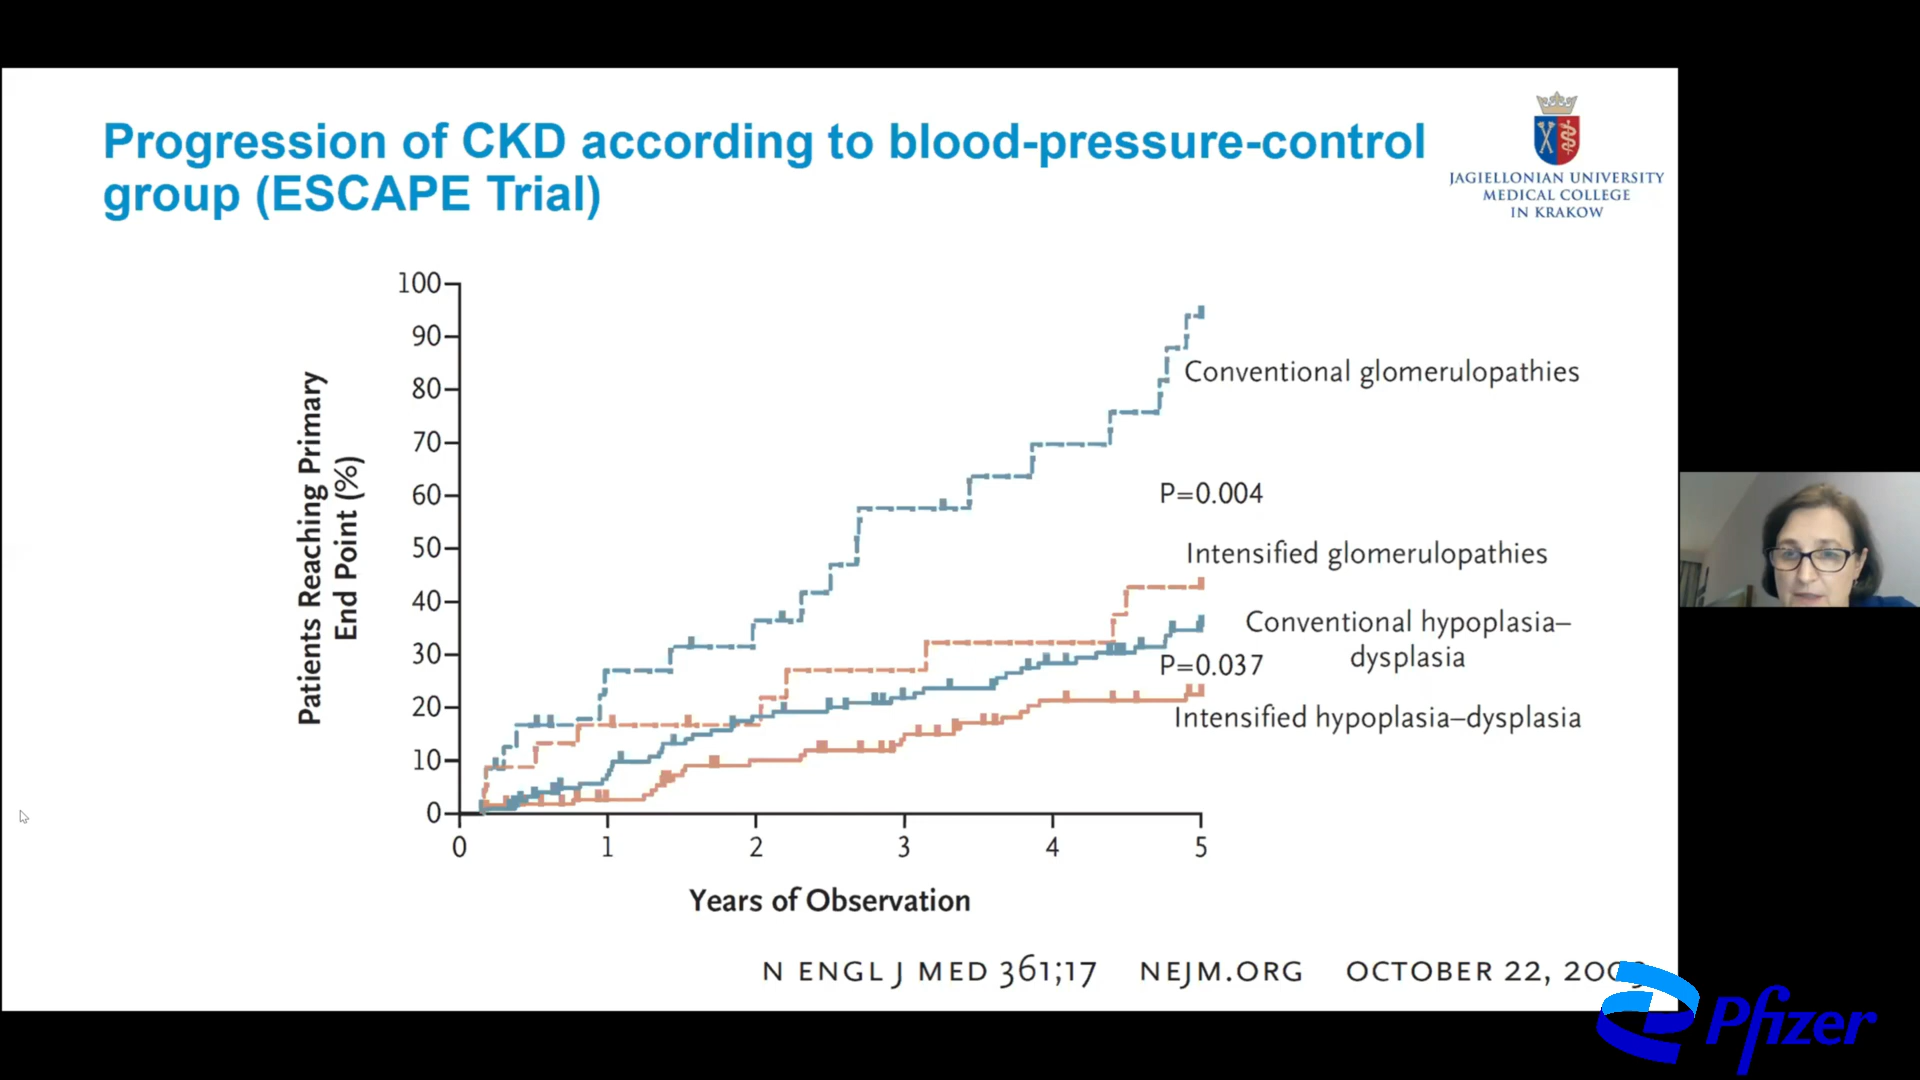 Progression of CKD according to blood-pressure-control
group (ESCAPE Trial)
JAGIELLONIAN UNIVERSITY
MEDICAL COLLEGE
IN KRAKOW
Patients Reaching Primary
End Point (%)
100
90
80
70
60
50
40
30
20
10
0
0 1 2 3 4 5
Years of Observation
Conventional glomerulopathies
P=0.004
Intensified glomerulopathies
Conventional hypoplasia–
dysplasia
P=0.037
Intensified hypoplasia–dysplasia
N ENGL J MED 361;17 NEJM.ORG OCTOBER 22, 2009
Pfizer